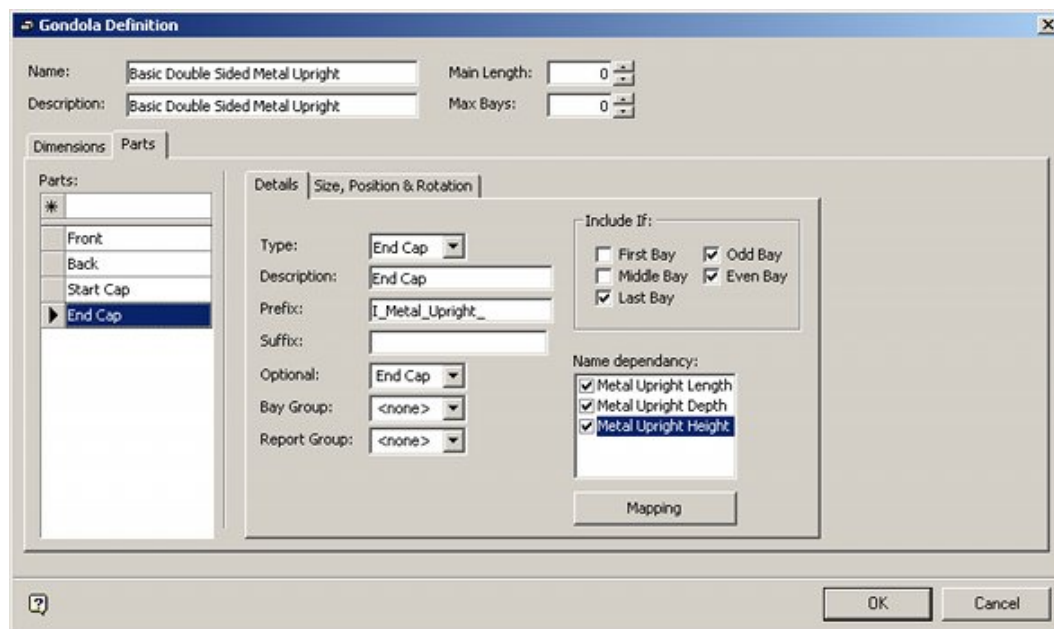 Gondola Definition
Name: Basic Double Sided Metal Upright Main Length: 0
Description: Basic Double Sided Metal Upright Max Bays: 0
Dimensions Parts
Parts:
Front
Back
Start Cap
End Cap
Details Size, Position & Rotation
Type: End Cap
Description: End Cap
Prefix: I_Metal_Upright_
Suffix:
Optional: End Cap
Bay Group: <none>
Report Group: <none>
Include If:
First Bay Odd Bay
Middle Bay Even Bay
Last Bay
Name dependancy:
Metal Upright Length
Metal Upright Depth
Metal Upright Height
Mapping
OK Cancel